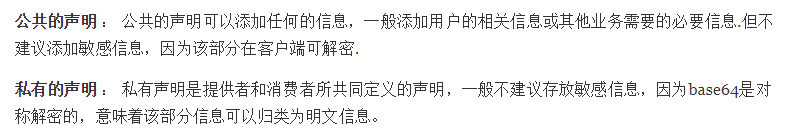 公共的声明 ： 公共的声明可以添加任何的信息，一般添加用户的相关信息或其他业务需要的必要信息.但不
建议添加敏感信息，因为该部分在客户端可解密.
私有的声明 ： 私有声明是提供者和消费者所共同定义的声明，一般不建议存放敏感信息，因为base64是对
称解密的，意味着该部分信息可以归类为明文信息。